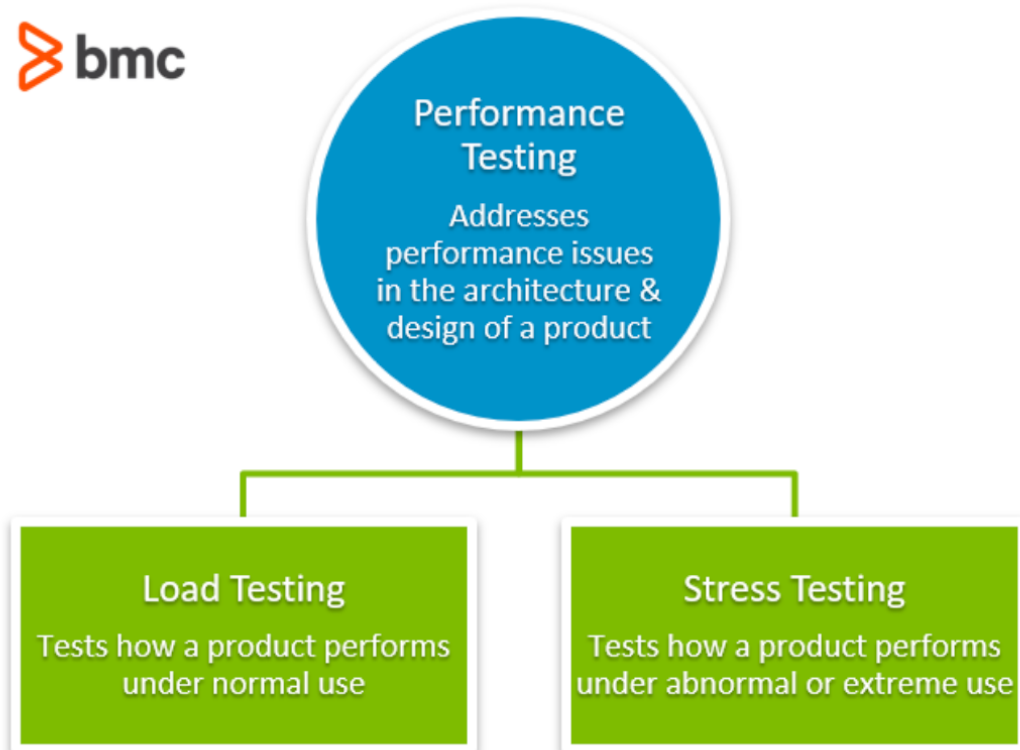 bmc
Performance
Testing
Addresses
performance issues
in the architecture &
design of a product
Load Testing
Tests how a product performs
under normal use
Stress Testing
Tests how a product performs
under abnormal or extreme use